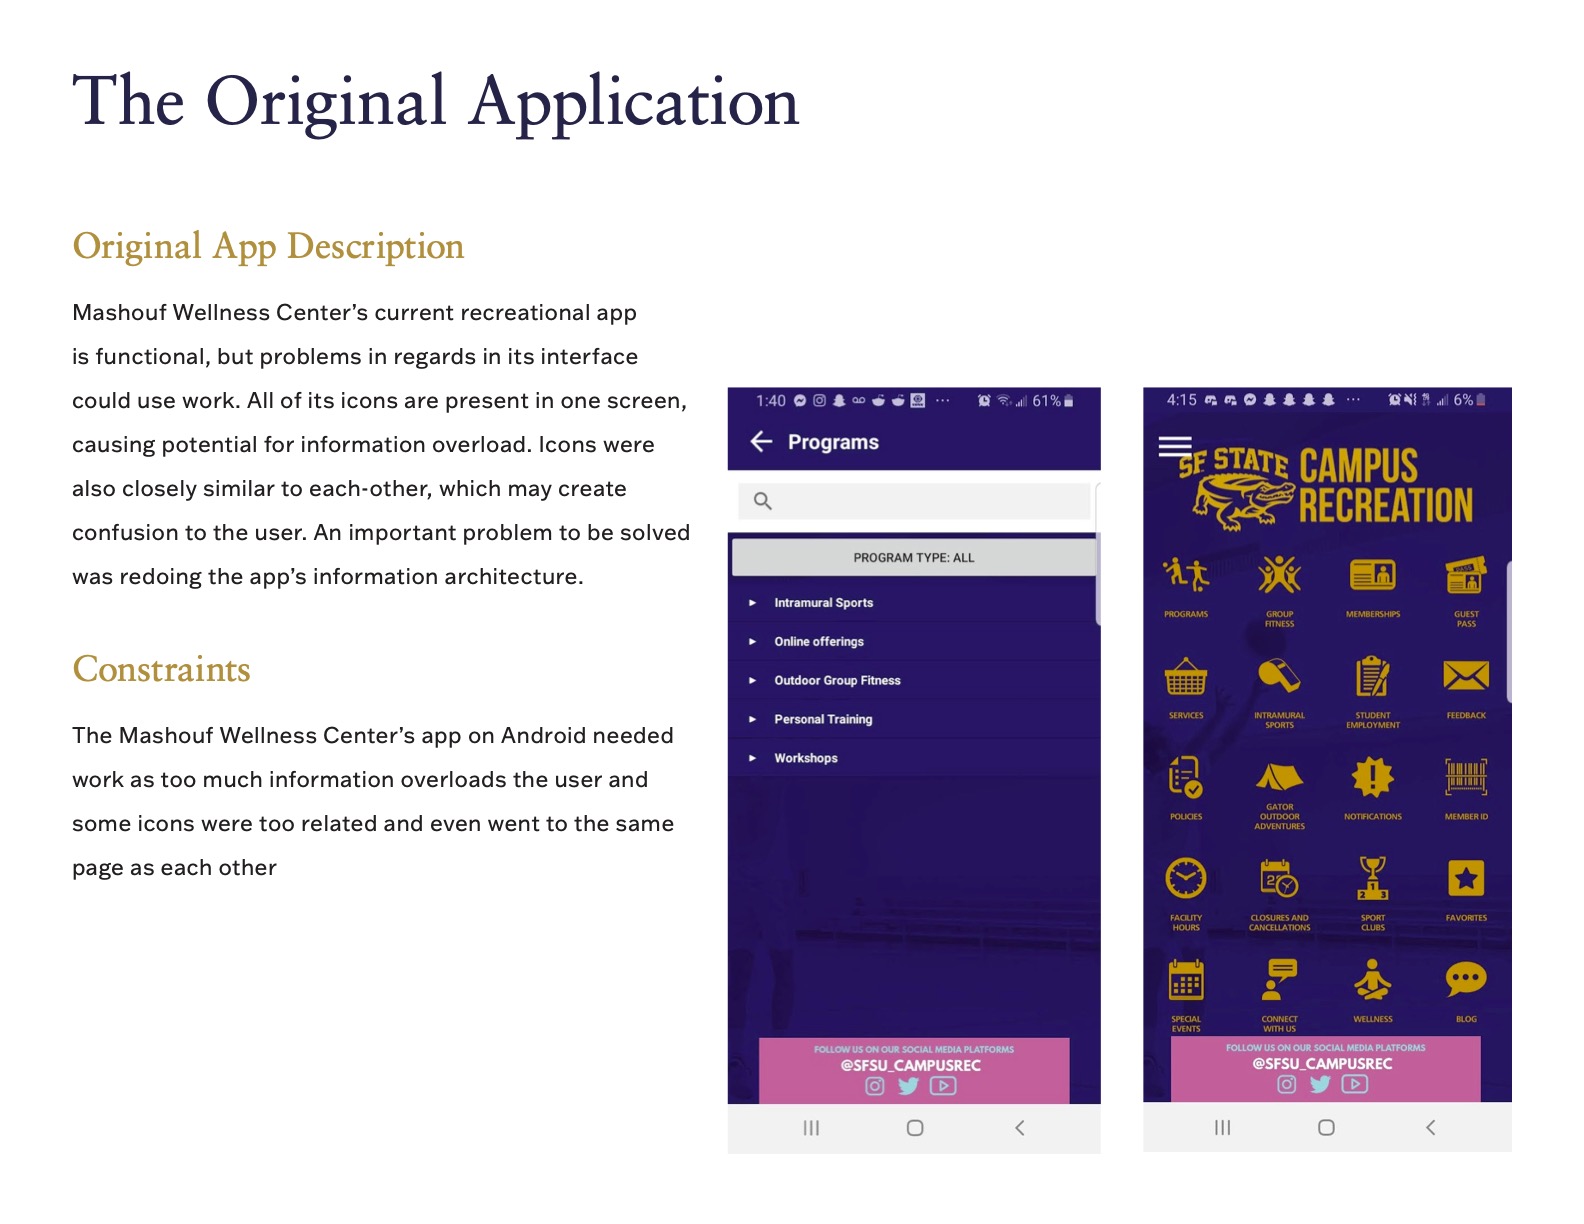 The Original Application
Original App Description
Mashouf Wellness Center’s current recreational app
is functional, but problems in regards in its interface
could use work. All of its icons are present in one screen,
causing potential for information overload. Icons were
also closely similar to each-other, which may create
confusion to the user. An important problem to be solved
was redoing the app’s information architecture.
Constraints
The Mashouf Wellness Center’s app on Android needed
work as too much information overloads the user and
some icons were too related and even went to the same
page as each other
1:40 ··· 61%
Programs
PROGRAM TYPE: ALL
Intramural Sports
Online offerings
Outdoor Group Fitness
Personal Training
Workshops
FOLLOW US ON OUR SOCIAL MEDIA PLATFORMS
@SFSU_CAMPUSREC
4:15 ··· 6%
SF STATE CAMPUS
RECREATION
PASS
PROGRAMS
GROUP
FITNESS
MEMBERSHIPS
GUEST
PASS
SERVICES
INTRAMURAL
SPORTS
STUDENT
EMPLOYMENT
FEEDBACK
POLICIES
GATOR
OUTDOOR
ADVENTURES
NOTIFICATIONS
MEMBER ID
2 1 3
FACILITY
HOURS
CLOSURES AND
CANCELLATIONS
SPORT
CLUBS
FAVORITES
SPECIAL
EVENTS
CONNECT
WITH US
WELLNESS
BLOG
FOLLOW US ON OUR SOCIAL MEDIA PLATFORMS
@SFSU_CAMPUSREC